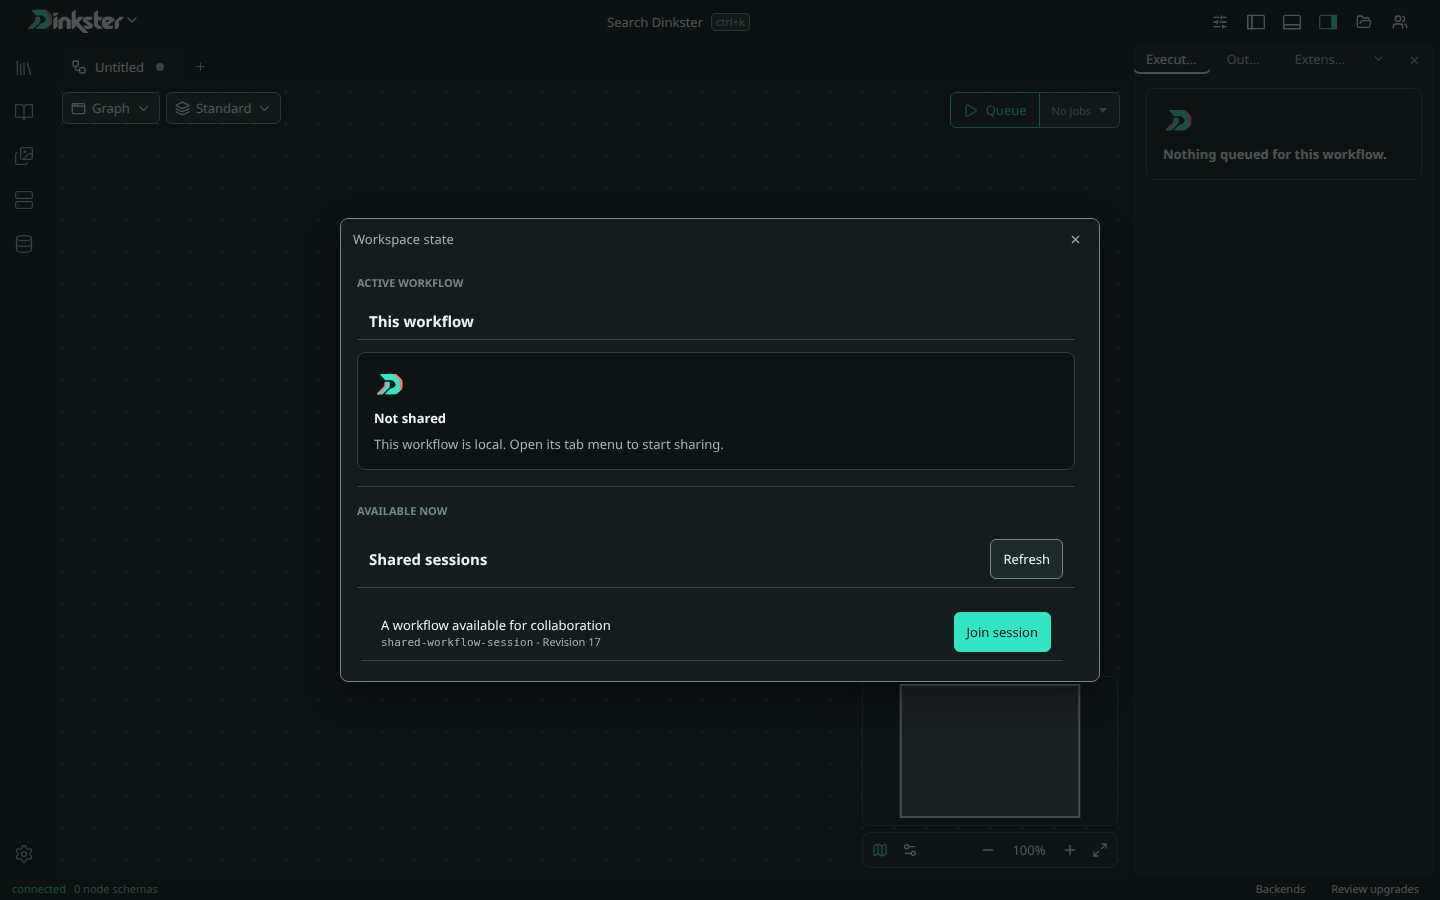 Dinkster
Search Dinkster ctrl+k
Untitled
Execut...
Out...
Extens...
Graph
Standard
Queue
No jobs
Nothing queued for this workflow.
Workspace state
ACTIVE WORKFLOW
This workflow
Not shared
This workflow is local. Open its tab menu to start sharing.
AVAILABLE NOW
Shared sessions
Refresh
A workflow available for collaboration
shared-workflow-session - Revision 17
Join session
100%
connected 0 node schemas
Backends
Review upgrades